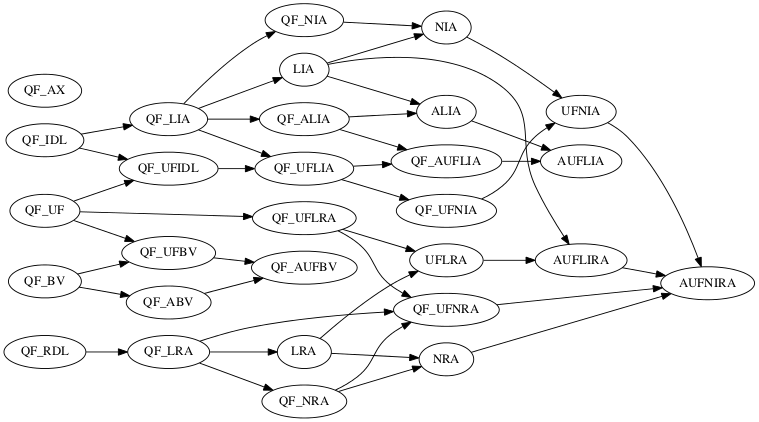 QF_AX
QF_IDL
QF_UF
QF_BV
QF_RDL
QF_LIA
QF_UFIDL
QF_UFBV
QF_ABV
QF_LRA
QF_NIA
LIA
QF_ALIA
QF_UFLIA
QF_UFLRA
QF_AUFBV
LRA
QF_NRA
NIA
ALIA
QF_AUFLIA
QF_UFNIA
UFLRA
QF_UFNRA
NRA
UFNIA
AUFLIA
AUFLIRA
AUFNIRA